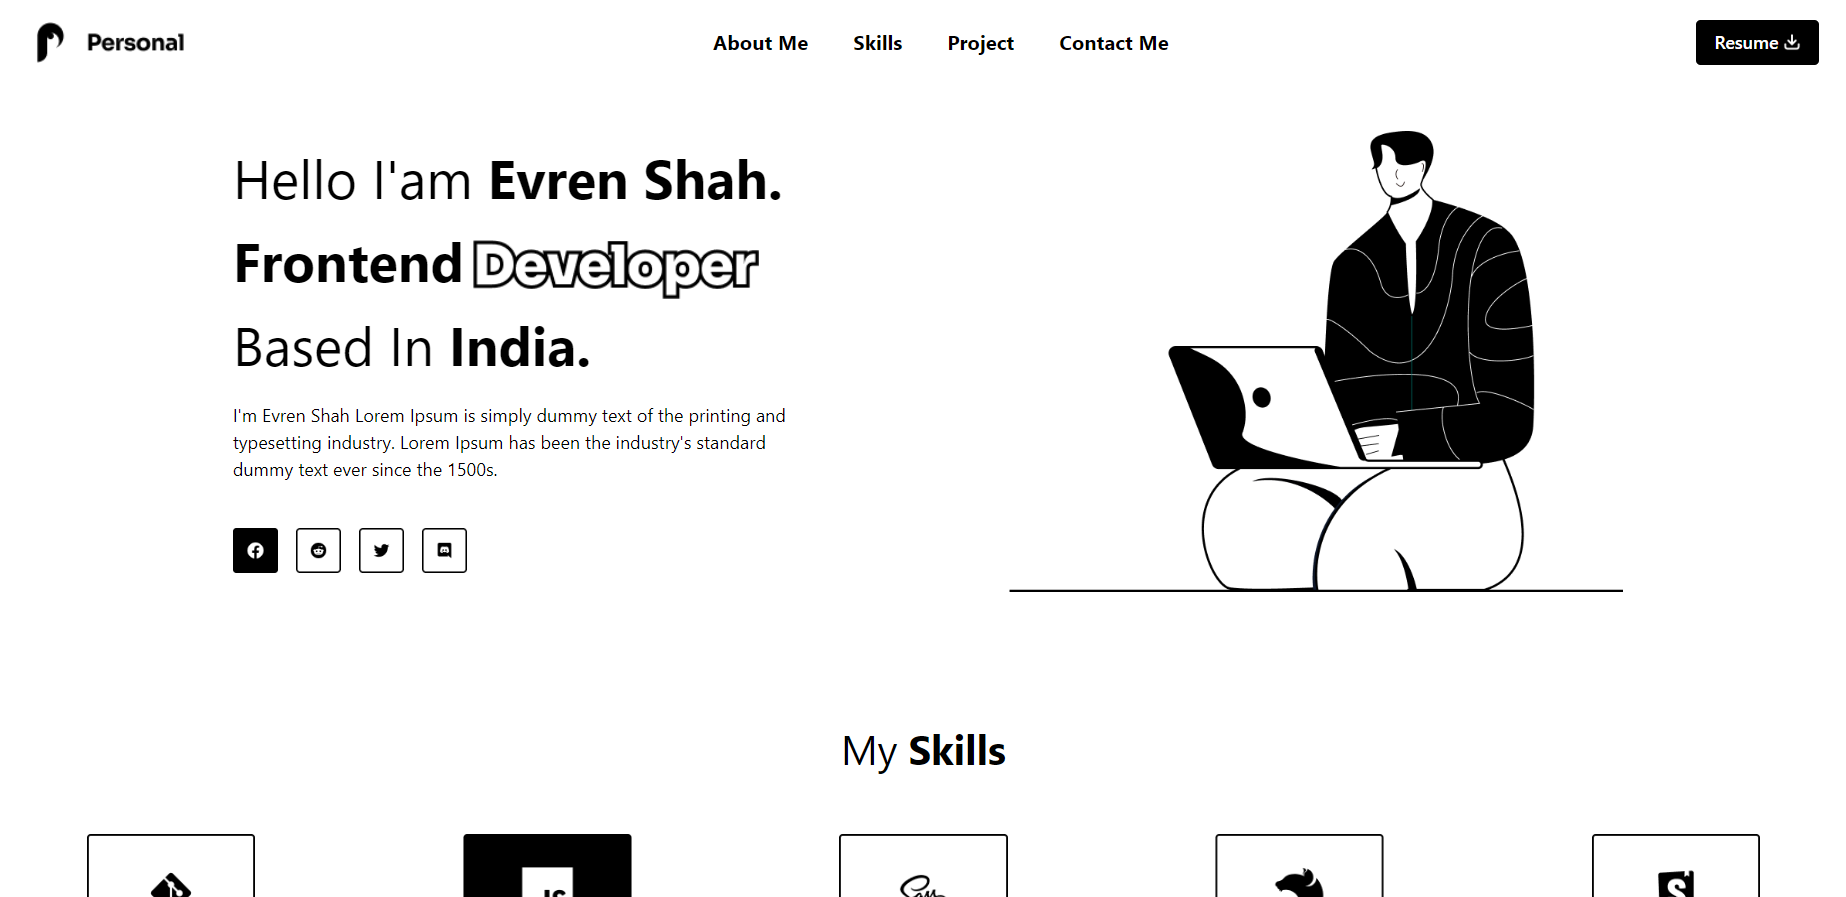 Personal
About Me
Skills
Project
Contact Me
Resume
Hello I'am Evren Shah.
Frontend Developer
Based In India.
I'm Evren Shah Lorem Ipsum is simply dummy text of the printing and
typesetting industry. Lorem Ipsum has been the industry's standard
dummy text ever since the 1500s.
My Skills
JS
Sass
S